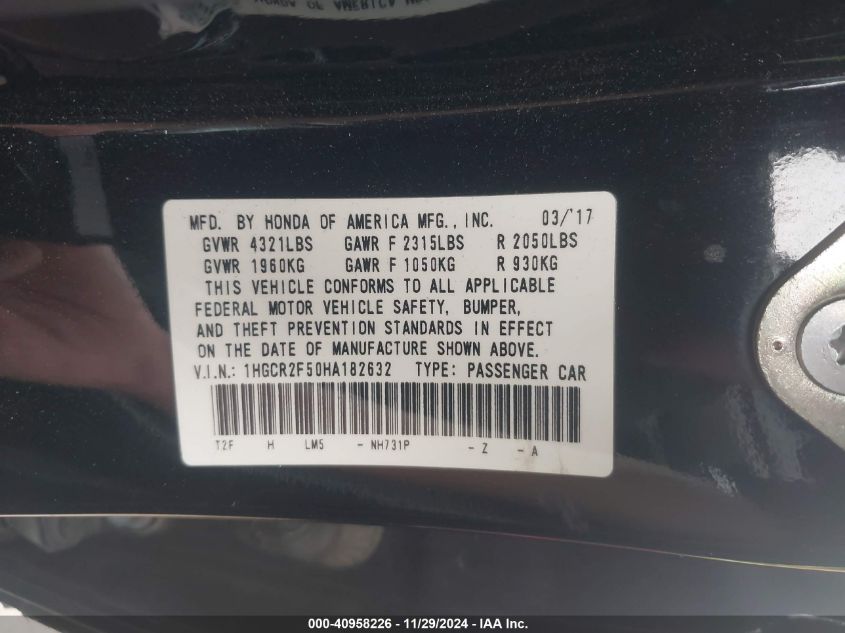 MFD. BY HONDA OF AMERICA MFG., INC. 03/'17
GVWR 4321LBS GAWR F 2315LBS R 2050LBS
GVWR 1960KG GAWR F 1050KG R 930KG
THIS VEHICLE CONFORMS TO ALL APPLICABLE
FEDERAL MOTOR VEHICLE SAFETY, BUMPER,
AND THEFT PREVENTION STANDARDS IN EFFECT
ON THE DATE OF MANUFACTURE SHOWN ABOVE.
V.I.N.: 1HGCR2F50HA182632 TYPE: PASSENGER CAR
T2F H LM5 - NH731P - Z - A
000-40958226 - 11/29/2024 - IAA Inc.